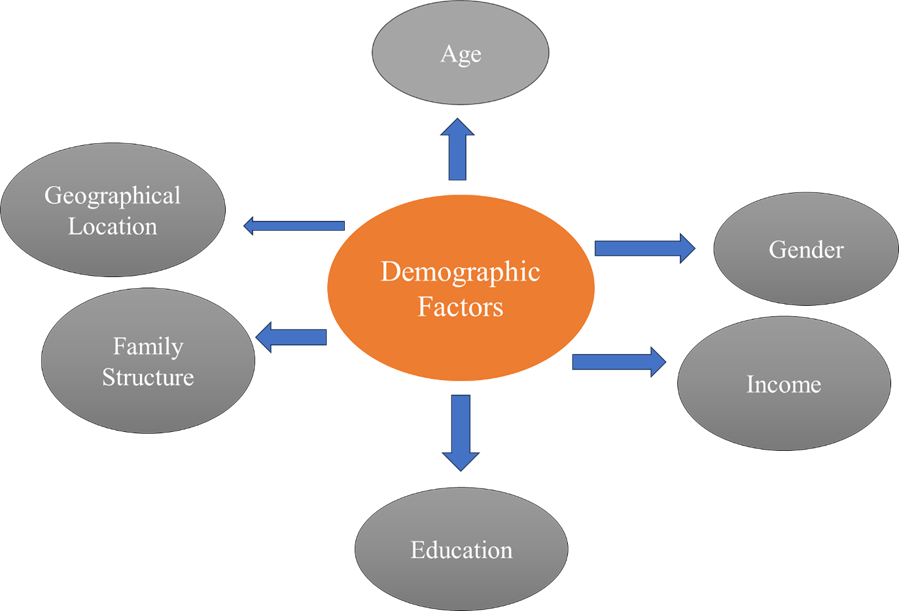 Age
Geographical
Location
Gender
Demographic
Factors
Family
Structure
Income
Education